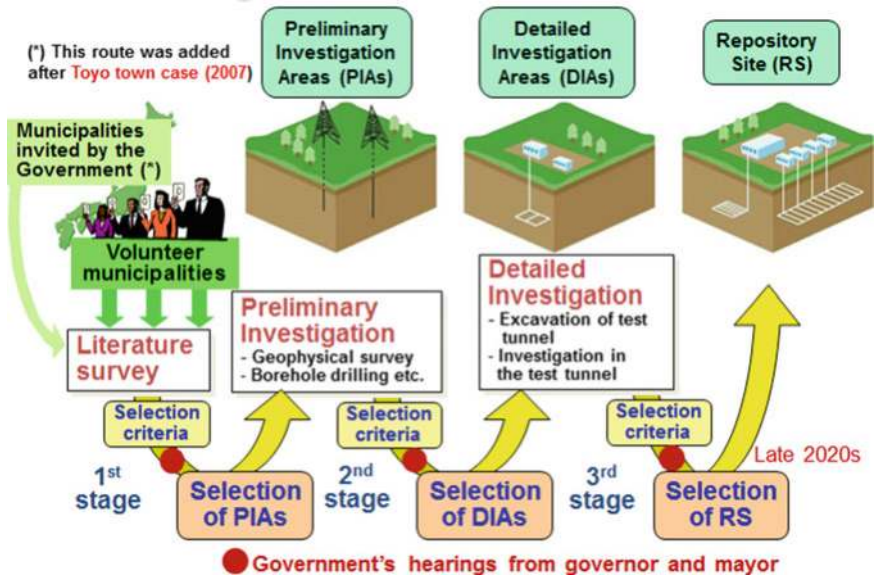 (*) This route was added
after Toyo town case (2007)
Preliminary
Investigation
Areas (PIAs)
Detailed
Investigation
Areas (DIAs)
Repository
Site (RS)
Municipalities
invited by the
Government (*)
Volunteer
municipalities
Literature
survey
Preliminary
Investigation
- Geophysical survey
- Borehole drilling etc.
Detailed
Investigation
- Excavation of test
tunnel
- Investigation in
the test tunnel
Selection
criteria
Selection
criteria
Selection
criteria
1st
stage
Selection
of PIAs
2nd
stage
Selection
of DIAs
3rd
stage
Selection
of RS
Late 2020s
Government's hearings from governor and mayor